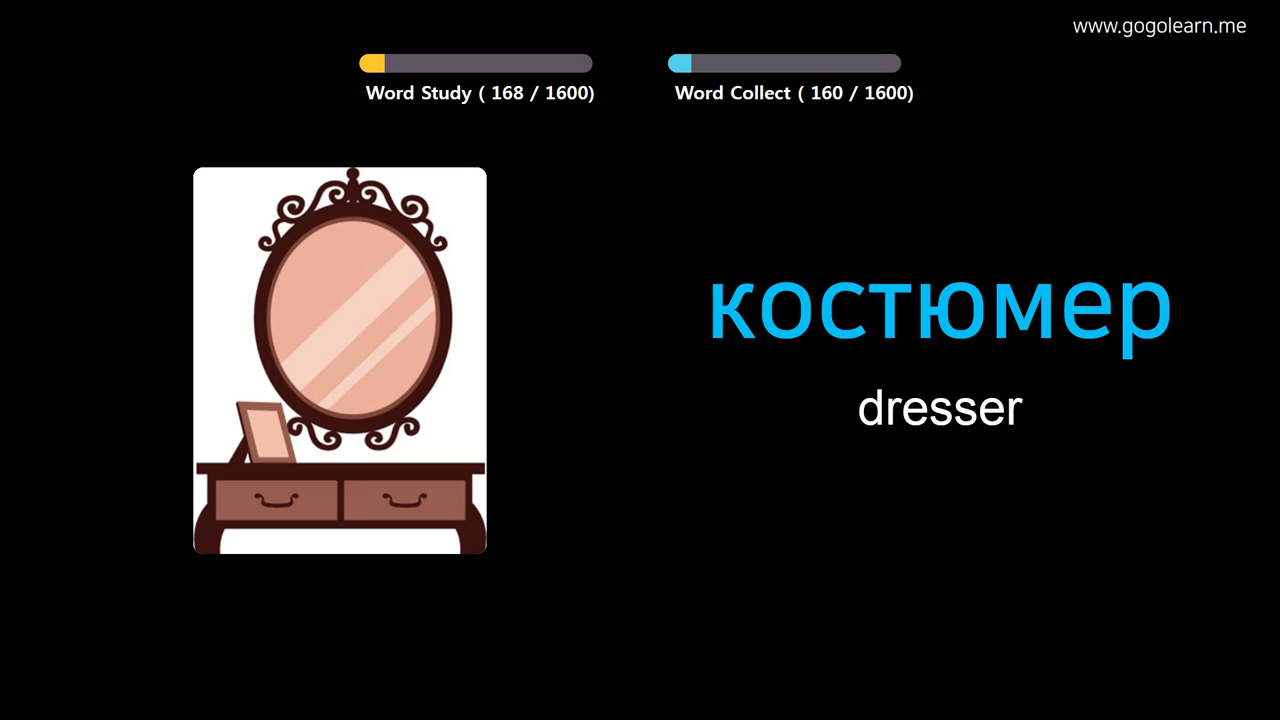 www.gogolearn.me
Word Study ( 168 / 1600)
Word Collect ( 160 / 1600)
костюмер
dresser